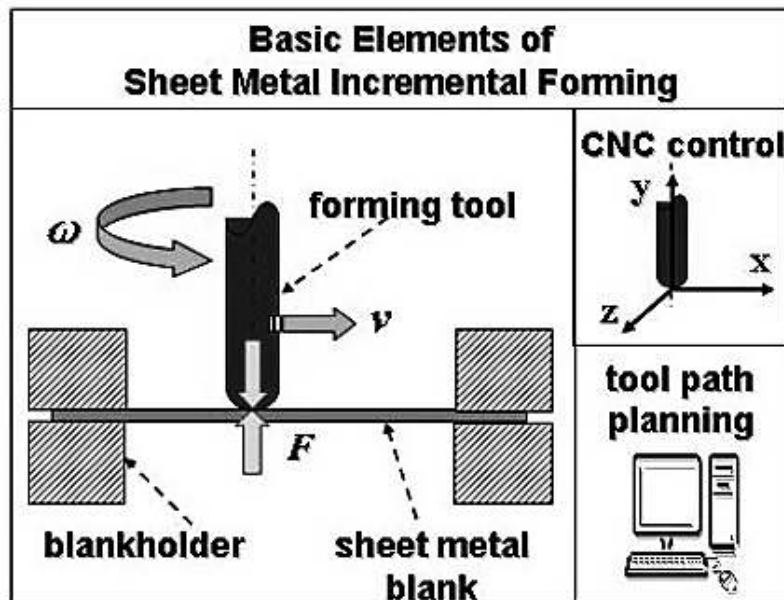 Basic Elements of
Sheet Metal Incremental Forming
ω
forming tool
v
F
blankholder
sheet metal
blank
CNC control
y
x
z
tool path
planning